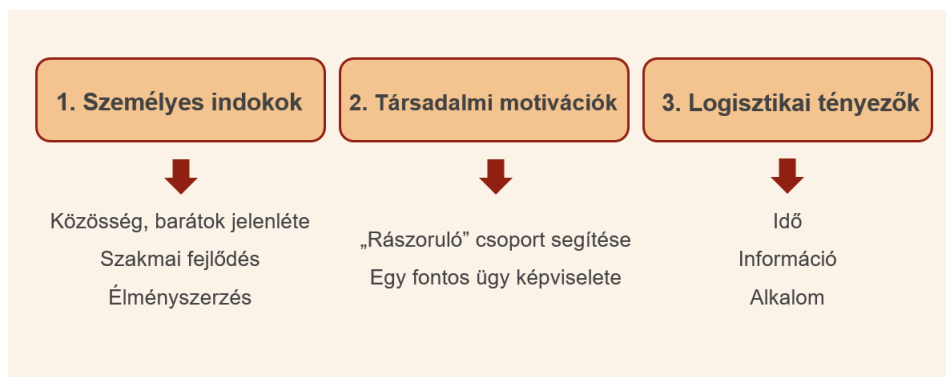 1. Személyes indokok
Közösség, barátok jelenléte
Szakmai fejlődés
Élményszerzés
2. Társadalmi motivációk
„Rászoruló” csoport segítése
Egy fontos ügy képviselete
3. Logisztikai tényezők
Idő
Információ
Alkalom